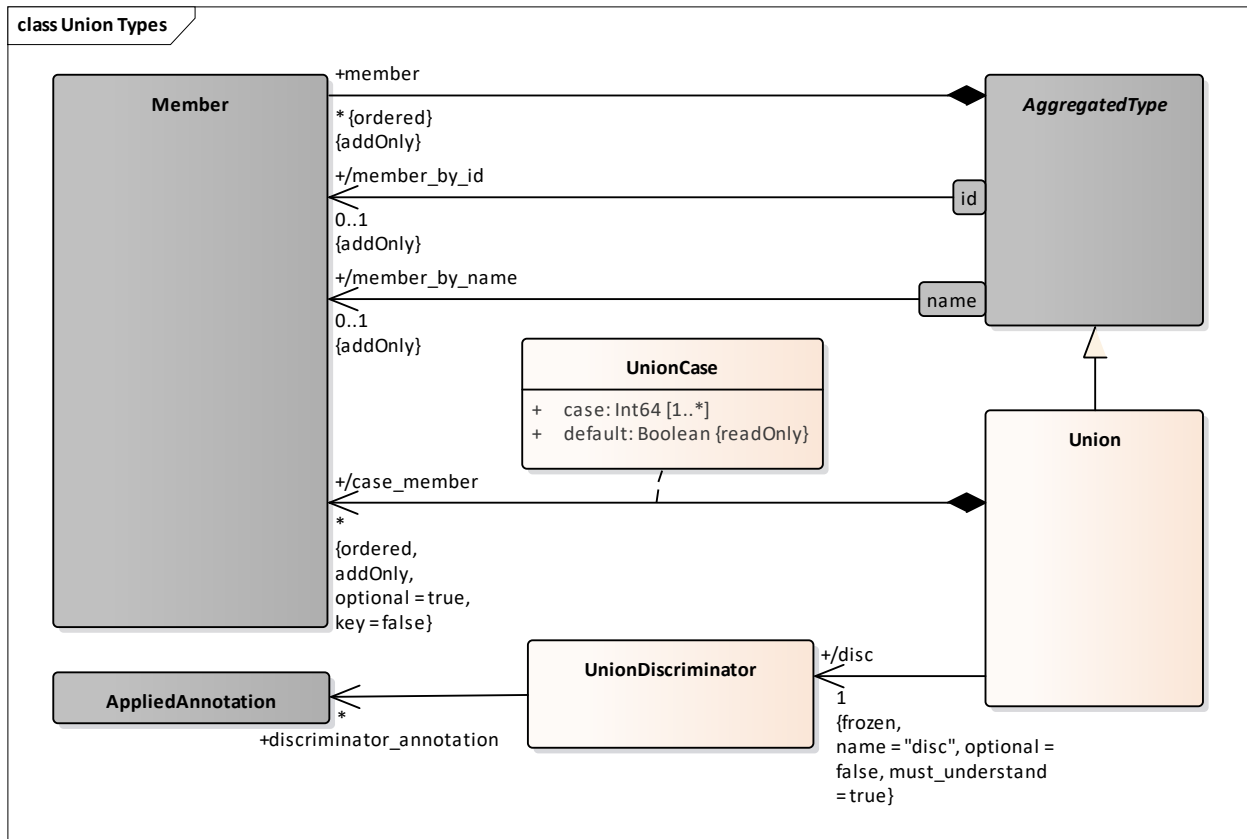 class Union Types
+member
Member
AggregatedType
* {ordered}
{addOnly}
+/member_by_id
id
0..1
{addOnly}
+/member_by_name
name
0..1
{addOnly}
UnionCase
+ case: Int64 [1..*]
+ default: Boolean {readOnly}
Union
+/case_member
*
{ordered,
addOnly,
optional = true,
key = false}
UnionDiscriminator
+/disc
1
{frozen,
name = "disc", optional =
false, must_understand
= true}
AppliedAnnotation
*
+discriminator_annotation